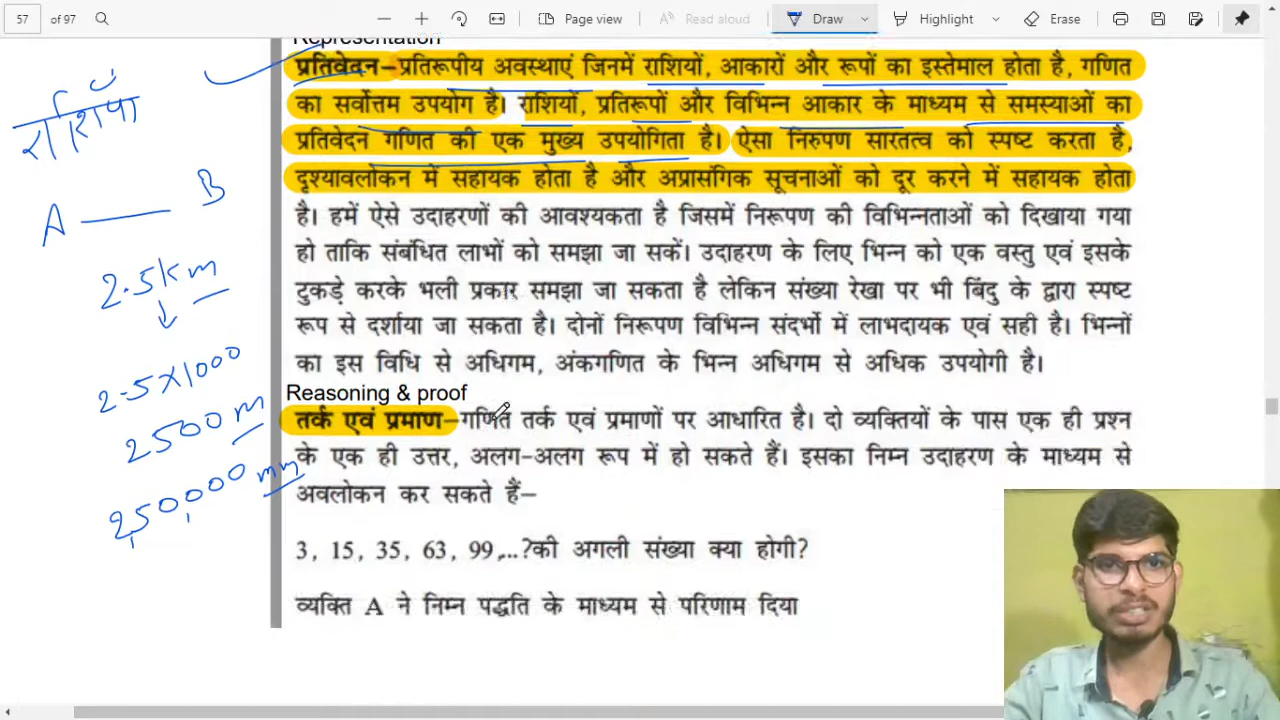 57 of 97 Page view Read aloud Draw Highlight Erase
Representation
प्रतिवेदन–प्रतिरूपीय अवस्थाएं जिनमें राशियों, आकारों और रूपों का इस्तेमाल होता है, गणित
का सर्वोत्तम उपयोग है। राशियों, प्रतिरूपों और विभिन्न आकार के माध्यम से समस्याओं का
प्रतिवेदन गणित की एक मुख्य उपयोगिता है। ऐसा निरुपण सारतत्व को स्पष्ट करता है,
दृश्यावलोकन में सहायक होता है और अप्रासंगिक सूचनाओं को दूर करने में सहायक होता
है। हमें ऐसे उदाहरणों की आवश्यकता है जिसमें निरूपण की विभिन्नताओं को दिखाया गया
हो ताकि संबंधित लाभों को समझा जा सकें। उदाहरण के लिए भिन्न को एक वस्तु एवं इसके
टुकड़े करके भली प्रकार समझा जा सकता है लेकिन संख्या रेखा पर भी बिंदु के द्वारा स्पष्ट
रूप से दर्शाया जा सकता है। दोनों निरूपण विभिन्न संदर्भो में लाभदायक एवं सही है। भिन्नों
का इस विधि से अधिगम, अंकगणित के भिन्न अधिगम से अधिक उपयोगी है।
Reasoning & proof
तर्क एवं प्रमाण–गणित तर्क एवं प्रमाणों पर आधारित है। दो व्यक्तियों के पास एक ही प्रश्न
के एक ही उत्तर, अलग-अलग रूप में हो सकते हैं। इसका निम्न उदाहरण के माध्यम से
अवलोकन कर सकते हैं–
3, 15, 35, 63, 99,...?की अगली संख्या क्या होगी?
व्यक्ति A ने निम्न पद्धति के माध्यम से परिणाम दिया
A B
2.5km
2.5×1000
2500 m
250,000 mm